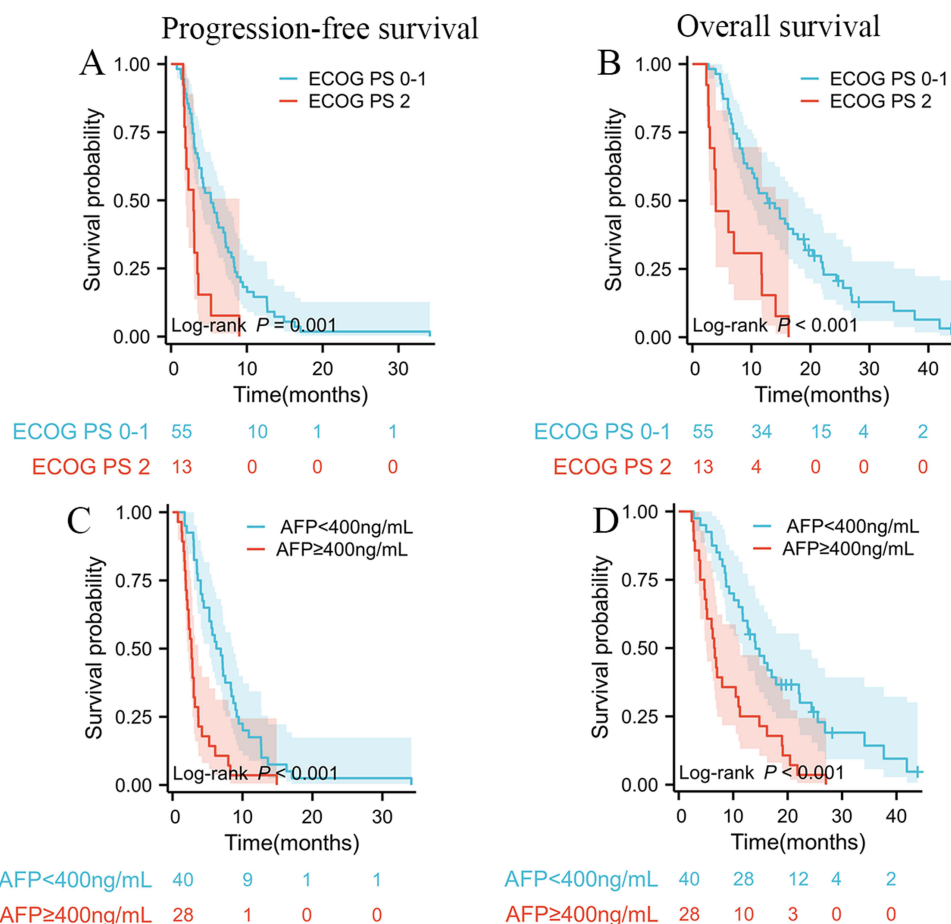 Progression-free survival
Overall survival
A
1.00
0.75
0.50
0.25
0.00
Survival probability
ECOG PS 0-1
ECOG PS 2
Log-rank P = 0.001
0 10 20 30
Time(months)
ECOG PS 0-1 55 10 1 1
ECOG PS 2 13 0 0 0
B
1.00
0.75
0.50
0.25
0.00
Survival probability
ECOG PS 0-1
ECOG PS 2
Log-rank P < 0.001
0 10 20 30 40
Time(months)
ECOG PS 0-1 55 34 15 4 2
ECOG PS 2 13 4 0 0 0
C
1.00
0.75
0.50
0.25
0.00
Survival probability
AFP<400ng/mL
AFP≥400ng/mL
Log-rank P < 0.001
0 10 20 30
Time(months)
AFP<400ng/mL 40 9 1 1
AFP≥400ng/mL 28 1 0 0
D
1.00
0.75
0.50
0.25
0.00
Survival probability
AFP<400ng/mL
AFP≥400ng/mL
Log-rank P < 0.001
0 10 20 30 40
Time(months)
AFP<400ng/mL 40 28 12 4 2
AFP≥400ng/mL 28 10 3 0 0